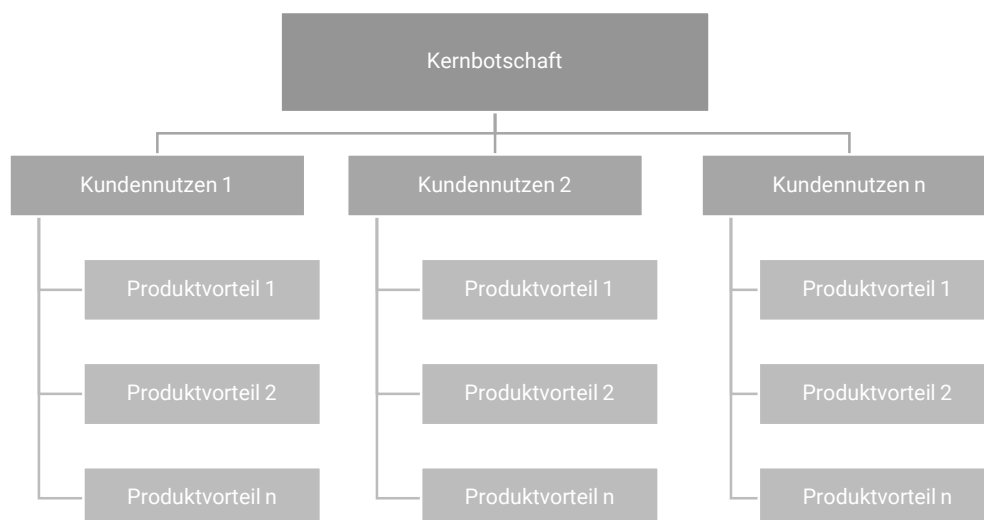 Kernbotschaft
Kundennutzen 1
Kundennutzen 2
Kundennutzen n
Produktvorteil 1
Produktvorteil 1
Produktvorteil 1
Produktvorteil 2
Produktvorteil 2
Produktvorteil 2
Produktvorteil n
Produktvorteil n
Produktvorteil n